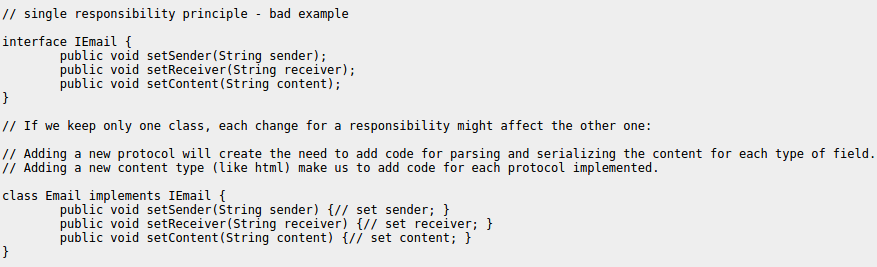 // single responsibility principle - bad example
interface IEmail {
public void setSender(String sender);
public void setReceiver(String receiver);
public void setContent(String content);
}
// If we keep only one class, each change for a responsibility might affect the other one:
// Adding a new protocol will create the need to add code for parsing and serializing the content for each type of field.
// Adding a new content type (like html) make us to add code for each protocol implemented.
class Email implements IEmail {
public void setSender(String sender) {// set sender; }
public void setReceiver(String receiver) {// set receiver; }
public void setContent(String content) {// set content; }
}